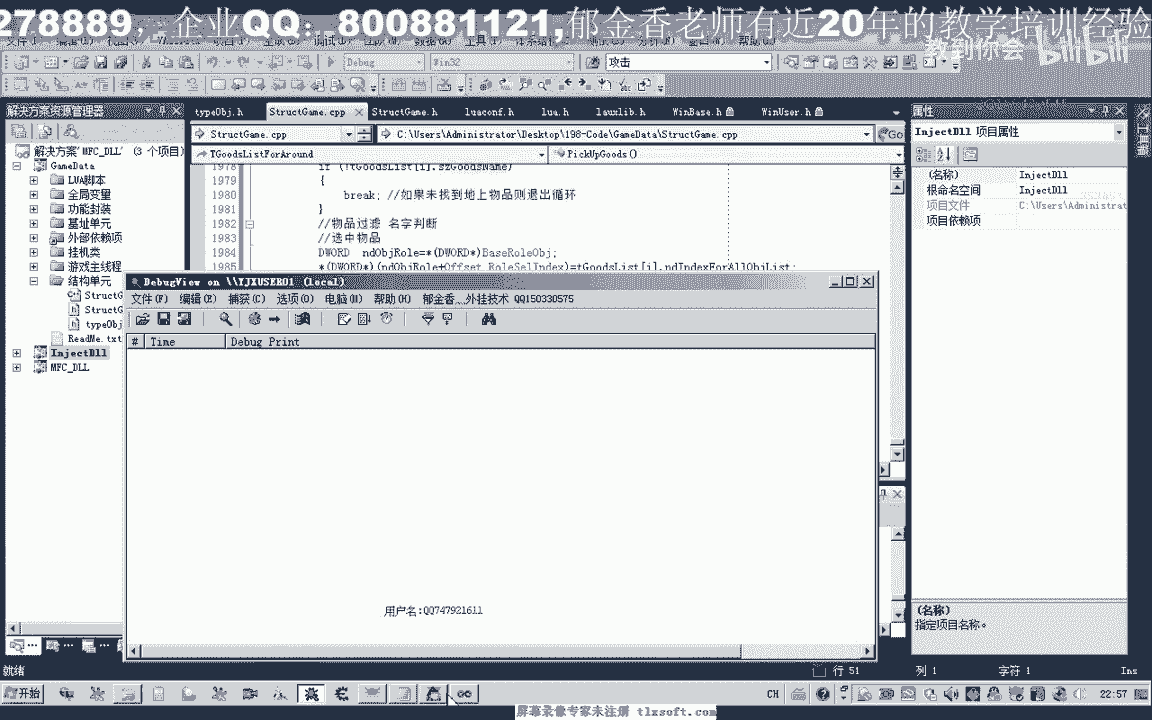 278889, 企业QQ：800881121,郁金香老师有近20年的教学培训经验
教到你会 bilibili
Debug Win32 攻击
解决方案资源管理器
typeObj.h StructGame.cpp StructGame.h luaconf.h lua.h lauxlib.h WinBase.h WinUser.h
属性
StructGame.cpp C:\Users\Administrator\Desktop\198-Code\GameData\StructGame.cpp Go
InjectDll 项目属性
TGoodsListForAround PickUpGoods()
解决方案'MFC_DLL' (3 个项目)
GameData
LUA脚本
全局变量
功能封装
基址单元
外部依赖项
挂机类
游戏主线程
结构单元
StructG
StructG
typeObj
ReadMe.txt
InjectDll
MFC_DLL
1978 if (!tGoodsList[i].szGoodsName)
1979 {
1980 break; //如果未找到地上物品则退出循环
1981 }
1982 //物品过滤 名字判断
1983 //选中物品
1984 DWORD ndObjRole=*(DWORD*)BaseRoleObj;
1985 *(DWORD*)(ndObjRole+Offset_RoleSelIndex)=tGoodsList[i].ndIndexForAllObjList;
(名称) InjectDll
根命名空间 InjectDll
项目文件 C:\Users\Administrat
项目依赖项
DebugView on \\YJXUSER01 (local)
文件(F) 编辑(E) 捕获(C) 选项(O) 电脑(M) 帮助(H) 郁金香灬外挂技术 QQ150330575
# Time Debug Print
用户名:QQ747921611
(名称)
指定项目名称。
就绪 行 51 列 1 字符 1 Ins
开始 CH 22:57
屏幕录像专家未注册 tlxsoft.com